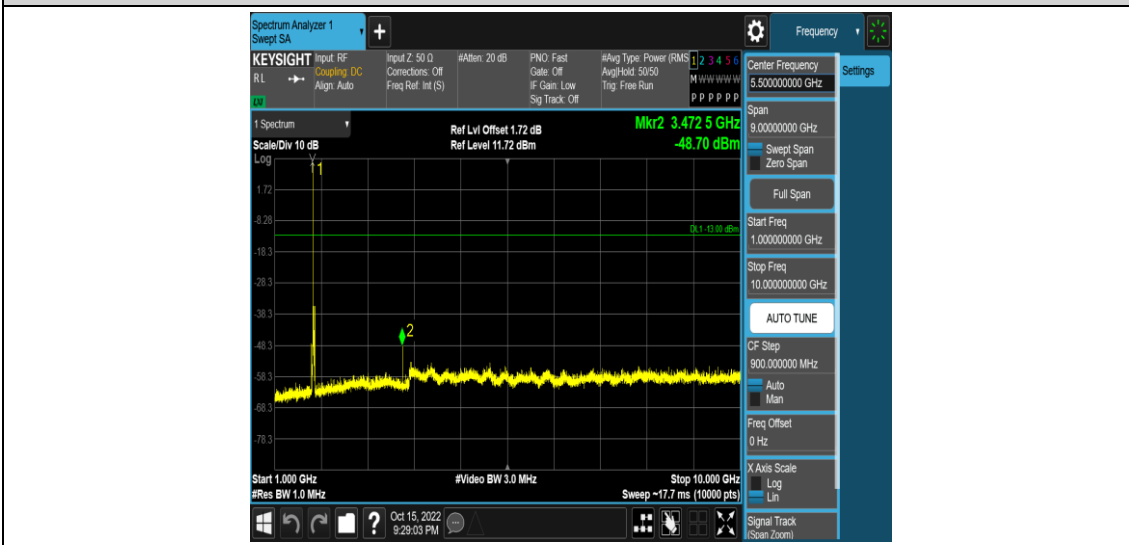 Spectrum Analyzer 1
Swept SA
+
Frequency
KEYSIGHT
RL
LV
Input: RF
Coupling: DC
Align: Auto
Input Z: 50 Ω
Corrections: Off
Freq Ref: Int (S)
#Atten: 20 dB
PNO: Fast
Gate: Off
IF Gain: Low
Sig Track: Off
#Avg Type: Power (RMS
Avg|Hold: 50/50
Trig: Free Run
1 2 3 4 5 6
M W W W W W
P P P P P P
Center Frequency
5.500000000 GHz
Settings
Span
9.00000000 GHz
Swept Span
Zero Span
Full Span
Start Freq
1.000000000 GHz
Stop Freq
10.000000000 GHz
AUTO TUNE
CF Step
900.000000 MHz
Auto
Man
Freq Offset
0 Hz
X Axis Scale
Log
Lin
Signal Track
(Span Zoom)
1 Spectrum
Scale/Div 10 dB
Ref Lvl Offset 1.72 dB
Ref Level 11.72 dBm
Mkr2 3.472 5 GHz
-48.70 dBm
Log
1
1.72
-8.28
DL1 -13.00 dBm
-18.3
-28.3
-38.3
2
-48.3
-58.3
-68.3
-78.3
Start 1.000 GHz
#Video BW 3.0 MHz
Stop 10.000 GHz
#Res BW 1.0 MHz
Sweep ~17.7 ms (10000 pts)
?
Oct 15, 2022
9:29:03 PM